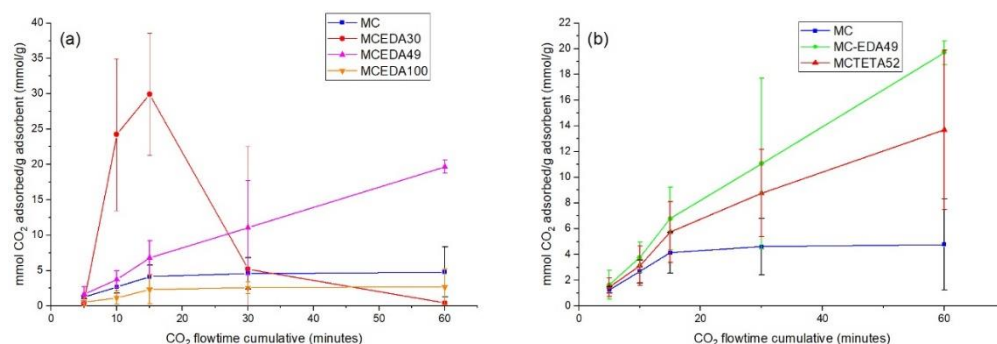 (a)
MC
MCEDA30
MCEDA49
MCEDA100
mmol CO₂ adsorbed/g adsorbent (mmol/g)
40
35
30
25
20
15
10
5
0
0 10 20 30 40 50 60
CO₂ flowtime cumulative (minutes)
(b)
MC
MC-EDA49
MCTETA52
mmol CO₂ adsorbed/g adsorbent (mmol/g)
22
20
18
16
14
12
10
8
6
4
2
0
0 10 20 30 40 50 60
CO₂ flowtime cumulative (minutes)